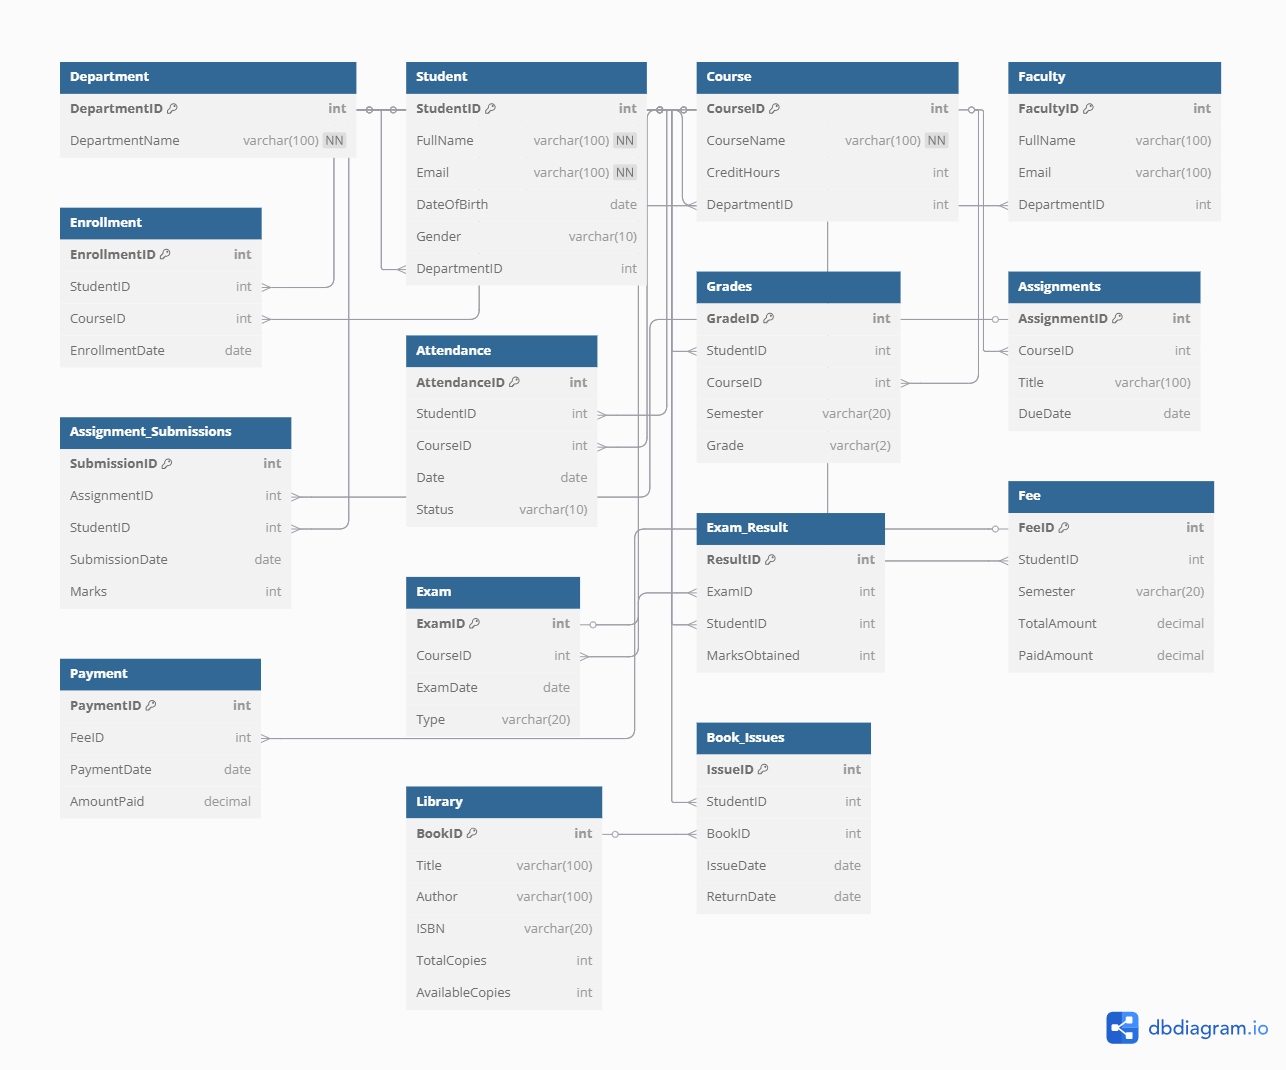 Department
DepartmentID int
DepartmentName varchar(100) NN
Student
StudentID int
FullName varchar(100) NN
Email varchar(100) NN
DateOfBirth date
Gender varchar(10)
DepartmentID int
Course
CourseID int
CourseName varchar(100) NN
CreditHours int
DepartmentID int
Faculty
FacultyID int
FullName varchar(100)
Email varchar(100)
DepartmentID int
Enrollment
EnrollmentID int
StudentID int
CourseID int
EnrollmentDate date
Attendance
AttendanceID int
StudentID int
CourseID int
Date date
Status varchar(10)
Grades
GradeID int
StudentID int
CourseID int
Semester varchar(20)
Grade varchar(2)
Assignments
AssignmentID int
CourseID int
Title varchar(100)
DueDate date
Assignment_Submissions
SubmissionID int
AssignmentID int
StudentID int
SubmissionDate date
Marks int
Exam
ExamID int
CourseID int
ExamDate date
Type varchar(20)
Exam_Result
ResultID int
ExamID int
StudentID int
MarksObtained int
Fee
FeeID int
StudentID int
Semester varchar(20)
TotalAmount decimal
PaidAmount decimal
Payment
PaymentID int
FeeID int
PaymentDate date
AmountPaid decimal
Library
BookID int
Title varchar(100)
Author varchar(100)
ISBN varchar(20)
TotalCopies int
AvailableCopies int
Book_Issues
IssueID int
StudentID int
BookID int
IssueDate date
ReturnDate date
dbdiagram.io